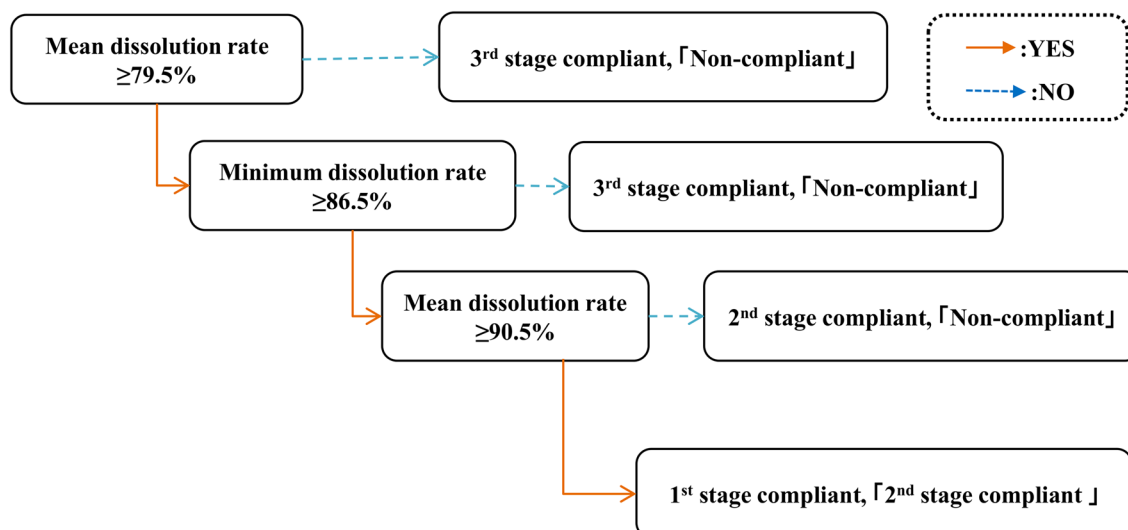 Mean dissolution rate
≥79.5%
3rd stage compliant,「Non-compliant」
:YES
:NO
Minimum dissolution rate
≥86.5%
3rd stage compliant,「Non-compliant」
Mean dissolution rate
≥90.5%
2nd stage compliant,「Non-compliant」
1st stage compliant,「2nd stage compliant 」